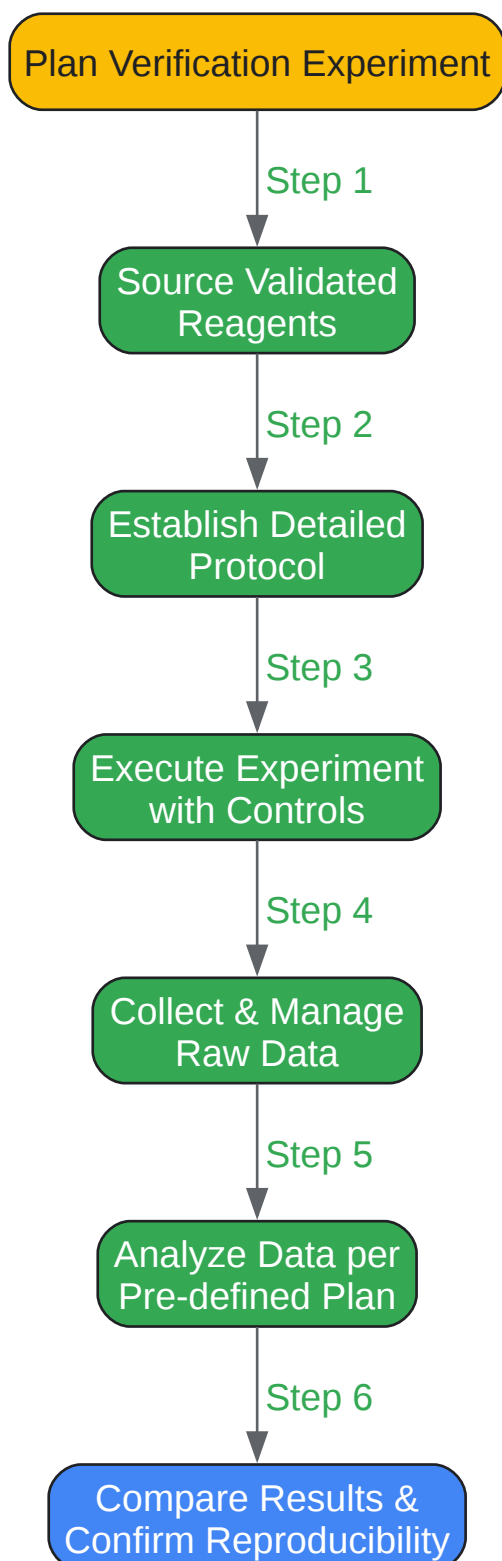 Plan Verification Experiment
Step 1
Source Validated
Reagents
Step 2
Establish Detailed
Protocol
Step 3
Execute Experiment
with Controls
Step 4
Collect & Manage
Raw Data
Step 5
Analyze Data per
Pre-defined Plan
Step 6
Compare Results &
Confirm Reproducibility